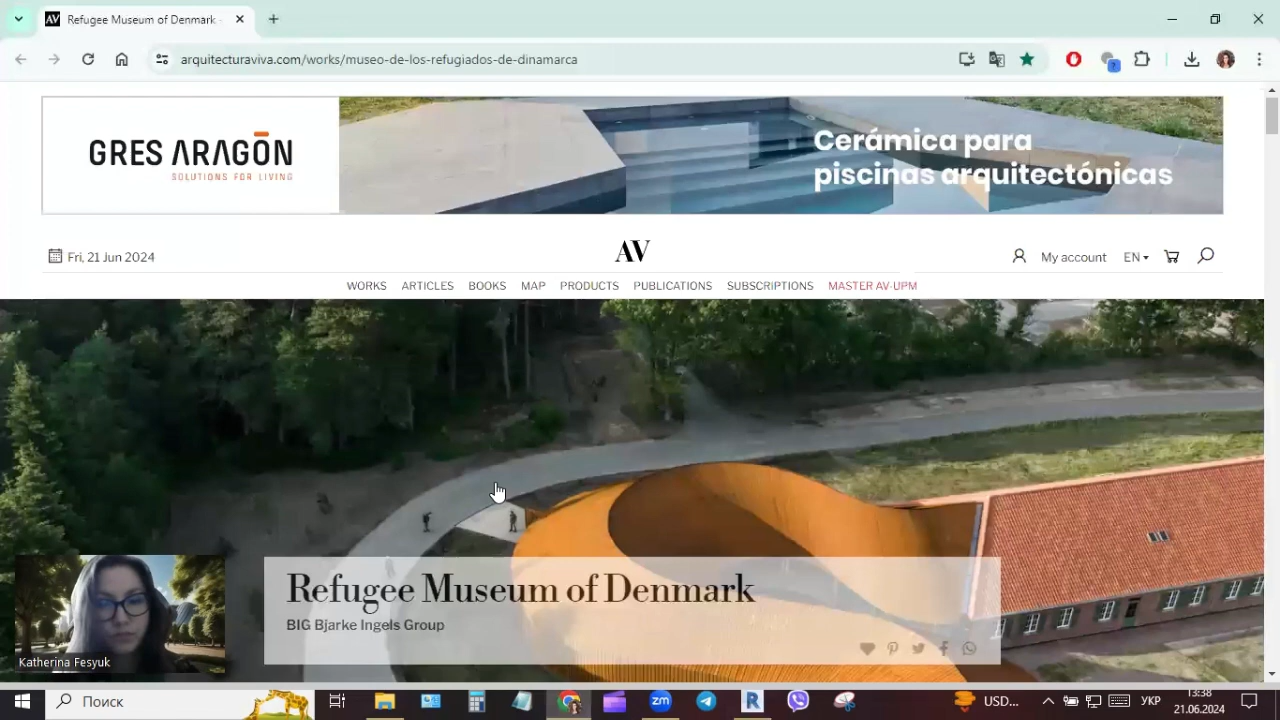 AV Refugee Museum of Denmark
arquitecturaviva.com/works/museo-de-los-refugiados-de-dinamarca
GRES ARAGÓN
SOLUTIONS FOR LIVING
Cerámica para
piscinas arquitectónicas
Fri, 21 Jun 2024
AV
My account
EN
WORKS ARTICLES BOOKS MAP PRODUCTS PUBLICATIONS SUBSCRIPTIONS MASTER AV-UPM
Refugee Museum of Denmark
BIG Bjarke Ingels Group
Katherina Fesyuk
Поиск
zm
R
USD...
УКР
13:38
21.06.2024